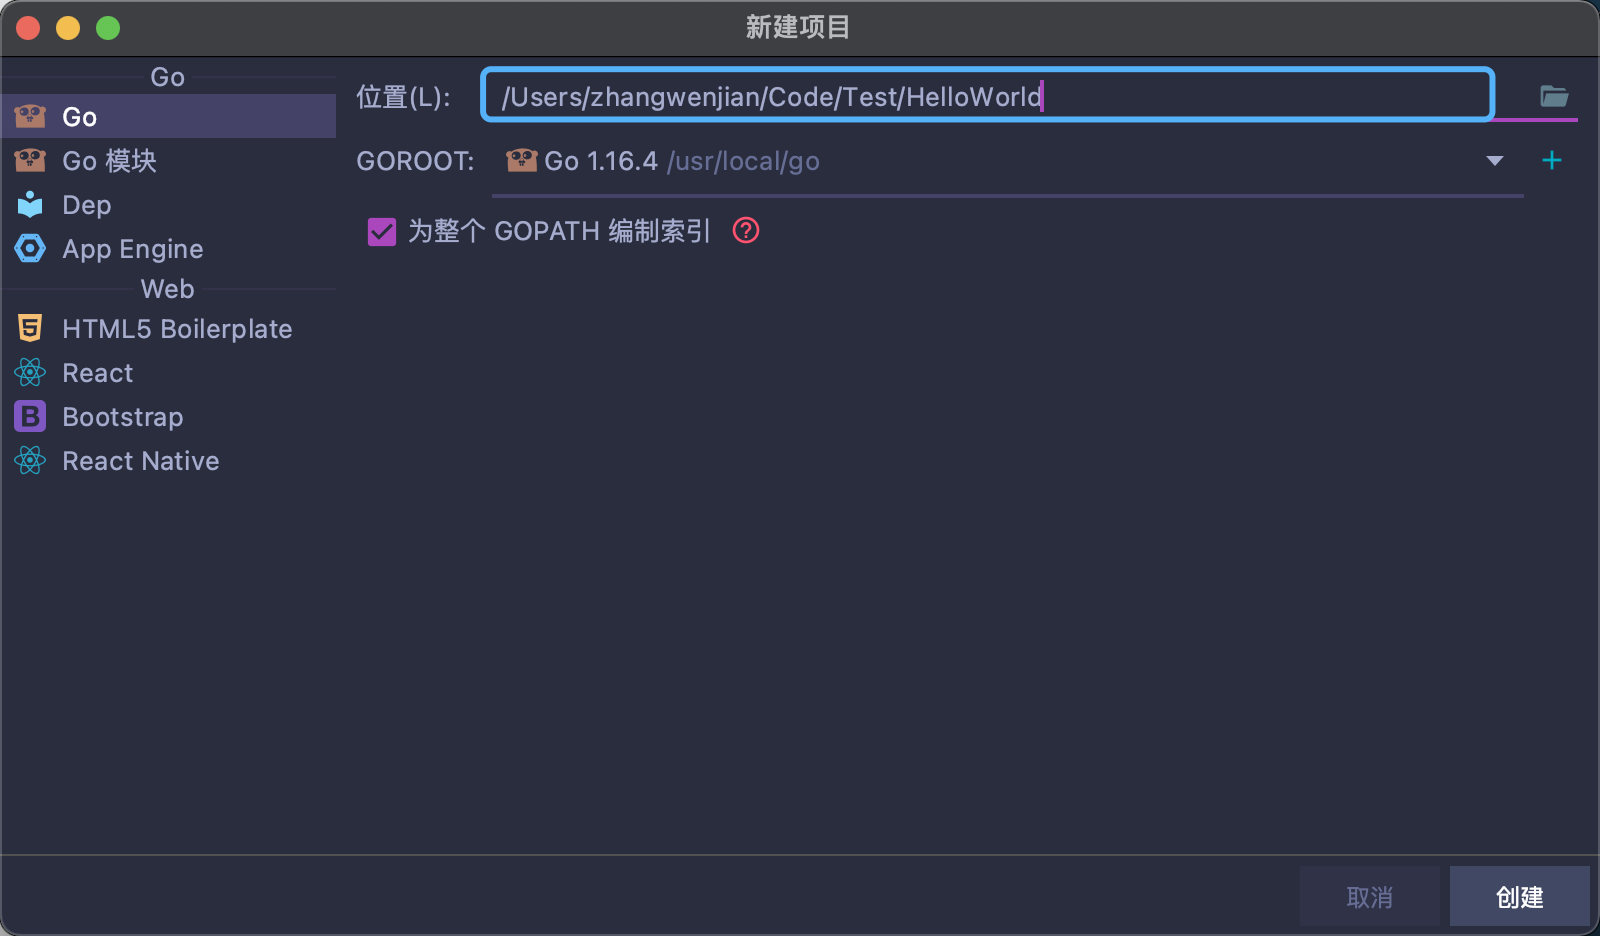 新建项目
Go
Go
Go 模块
Dep
App Engine
Web
HTML5 Boilerplate
React
Bootstrap
React Native
位置(L): /Users/zhangwenjian/Code/Test/HelloWorld
GOROOT: Go 1.16.4 /usr/local/go
为整个 GOPATH 编制索引 ?
取消 创建